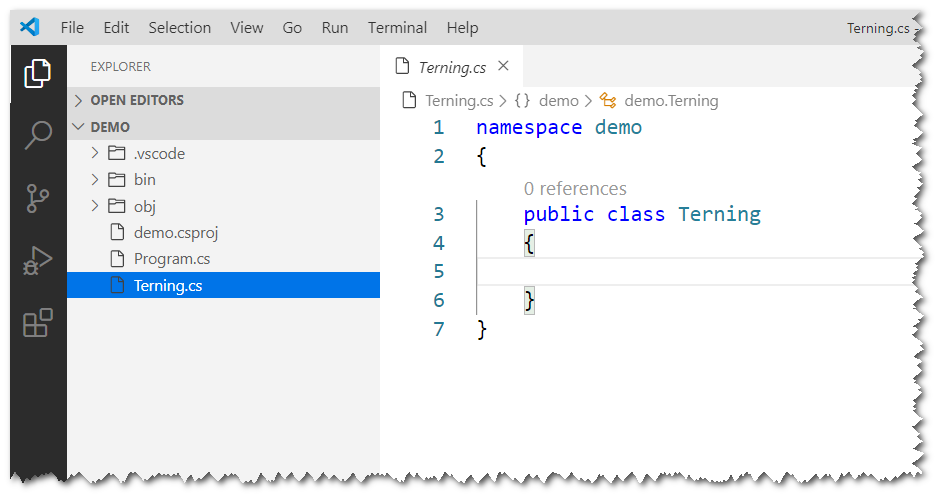 File Edit Selection View Go Run Terminal Help Terning.cs -
EXPLORER
OPEN EDITORS
DEMO
.vscode
bin
obj
demo.csproj
Program.cs
Terning.cs
Terning.cs
Terning.cs > {} demo > demo.Terning
1 namespace demo
2 {
0 references
3 public class Terning
4 {
5
6 }
7 }